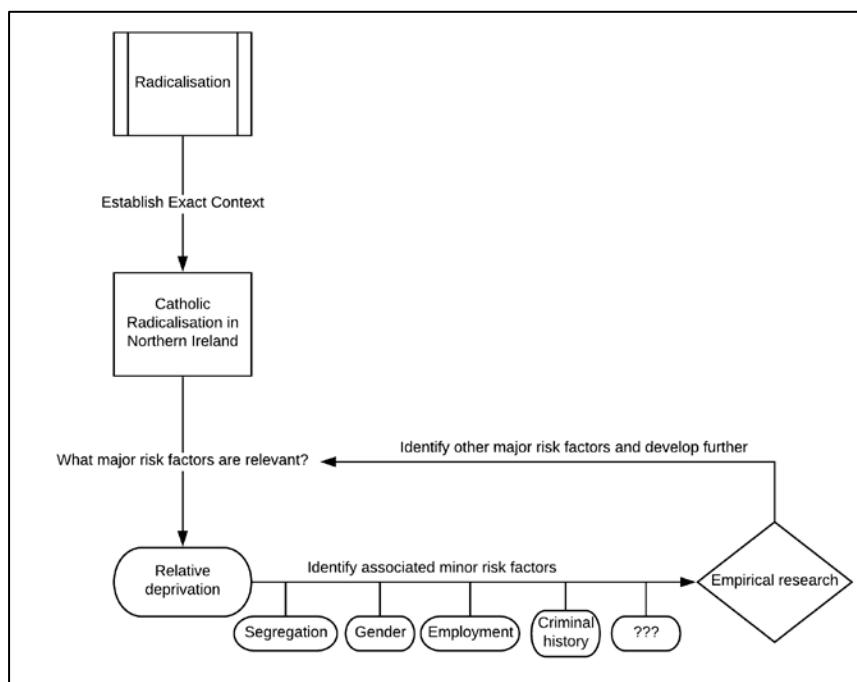 Radicalisation
Establish Exact Context
Catholic
Radicalisation in
Northern Ireland
Identify other major risk factors and develop further
What major risk factors are relevant?
Relative
deprivation
Identify associated minor risk factors
Empirical research
Segregation
Gender
Employment
Criminal
history
???